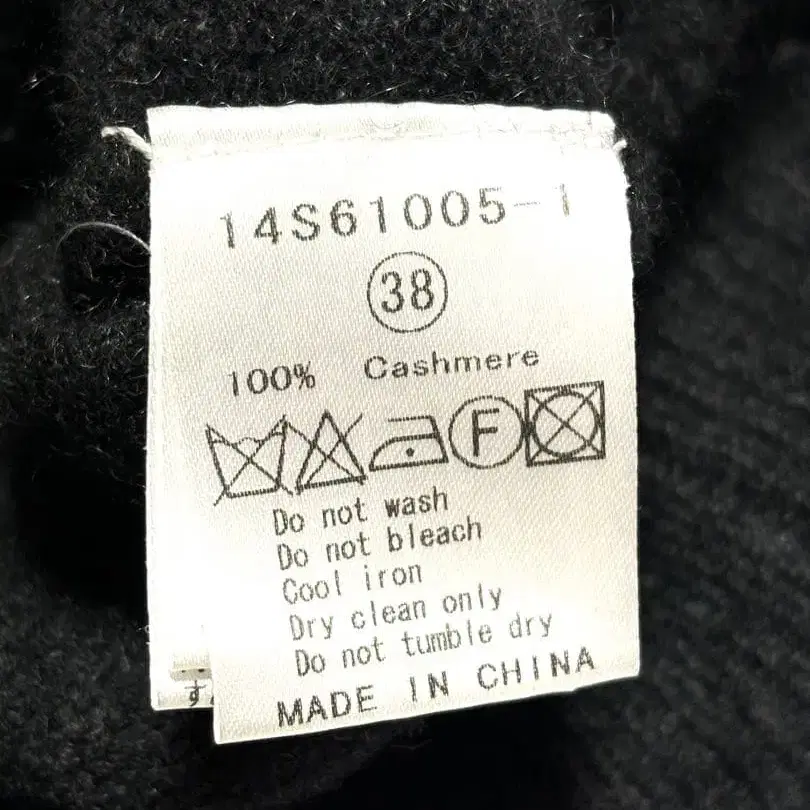 14S61005-1
38
100% Cashmere
F
Do not wash
Do not bleach
Cool iron
Dry clean only
Do not tumble dry
MADE IN CHINA
す